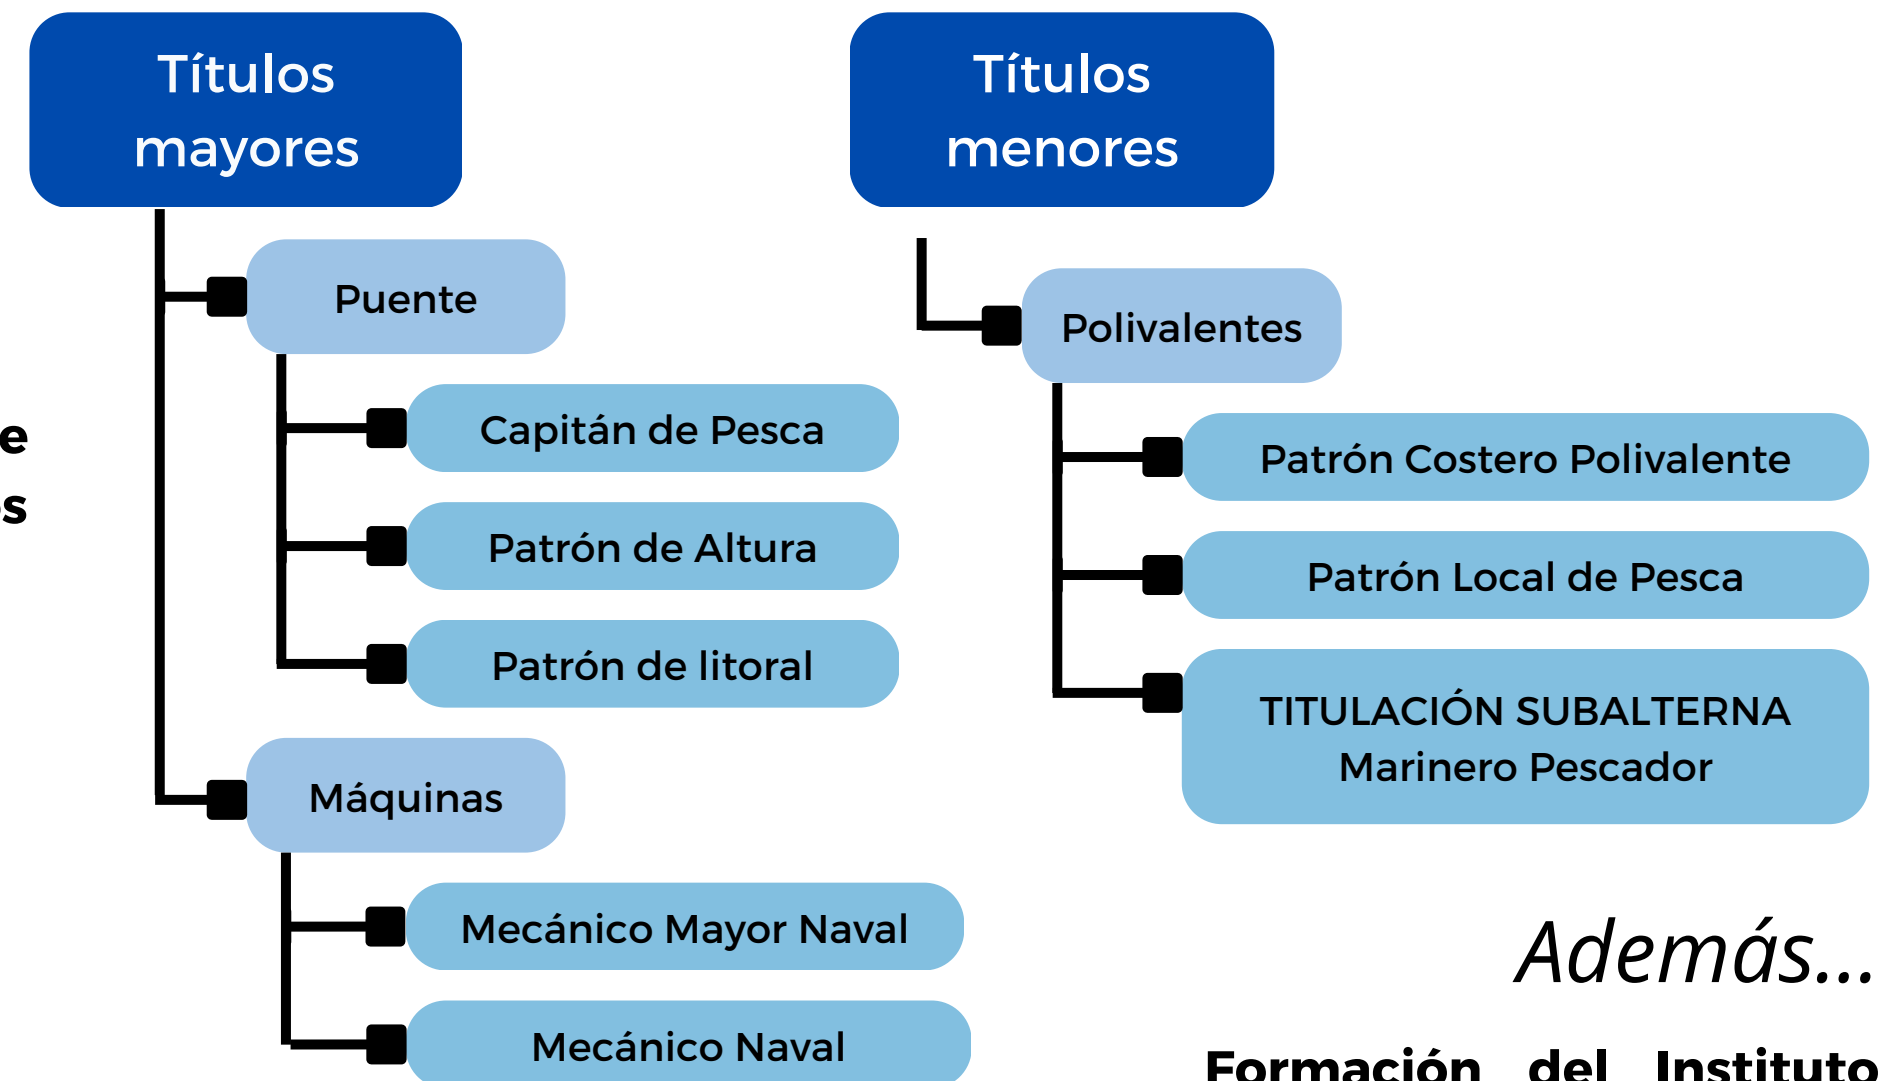 Títulos
mayores
Puente
Capitán de Pesca
Patrón de Altura
Patrón de litoral
Máquinas
Mecánico Mayor Naval
Mecánico Naval
Títulos
menores
Polivalentes
Patrón Costero Polivalente
Patrón Local de Pesca
TITULACIÓN SUBALTERNA
Marinero Pescador
Además...
Formación del Instituto